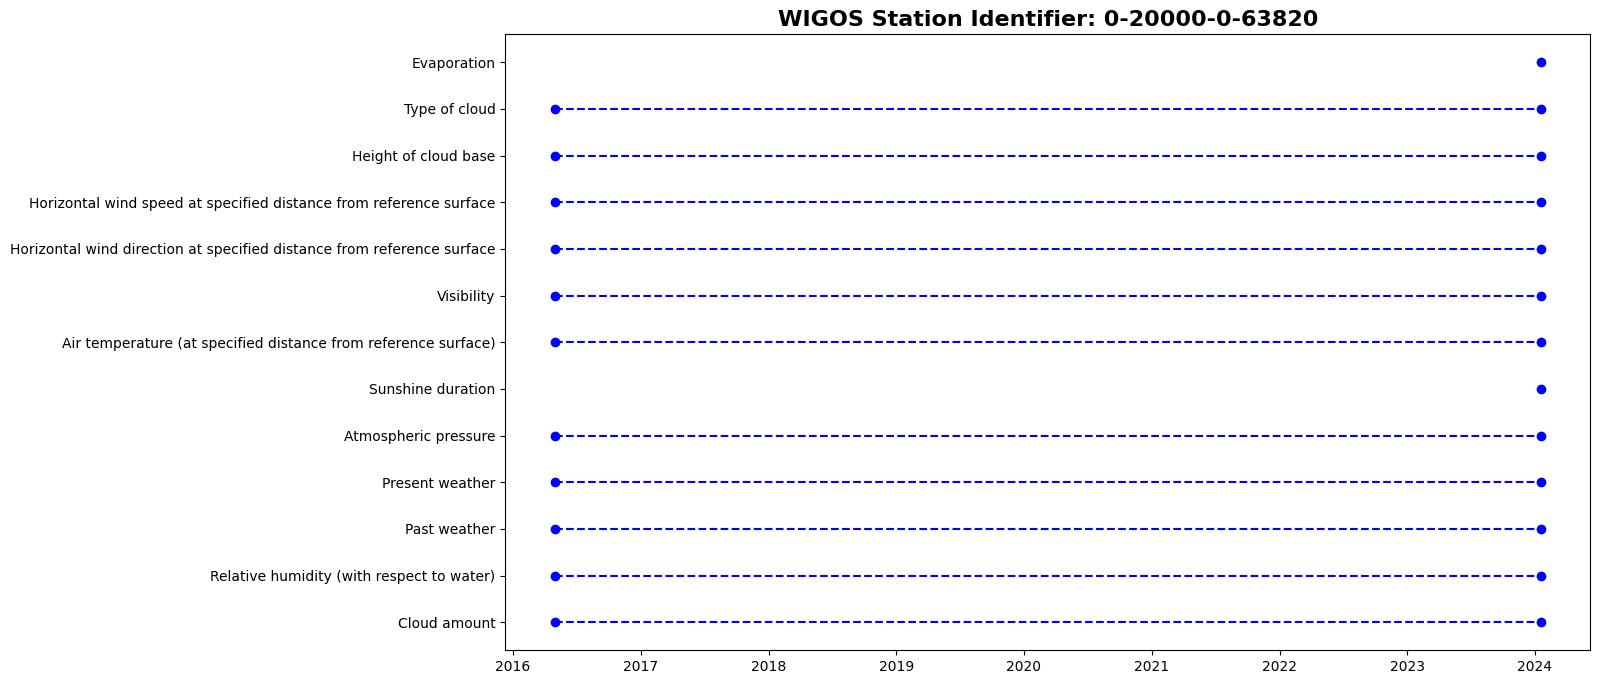 WIGOS Station Identifier: 0-20000-0-63820
Evaporation
Type of cloud
Height of cloud base
Horizontal wind speed at specified distance from reference surface
Horizontal wind direction at specified distance from reference surface
Visibility
Air temperature (at specified distance from reference surface)
Sunshine duration
Atmospheric pressure
Present weather
Past weather
Relative humidity (with respect to water)
Cloud amount
2016 2017 2018 2019 2020 2021 2022 2023 2024